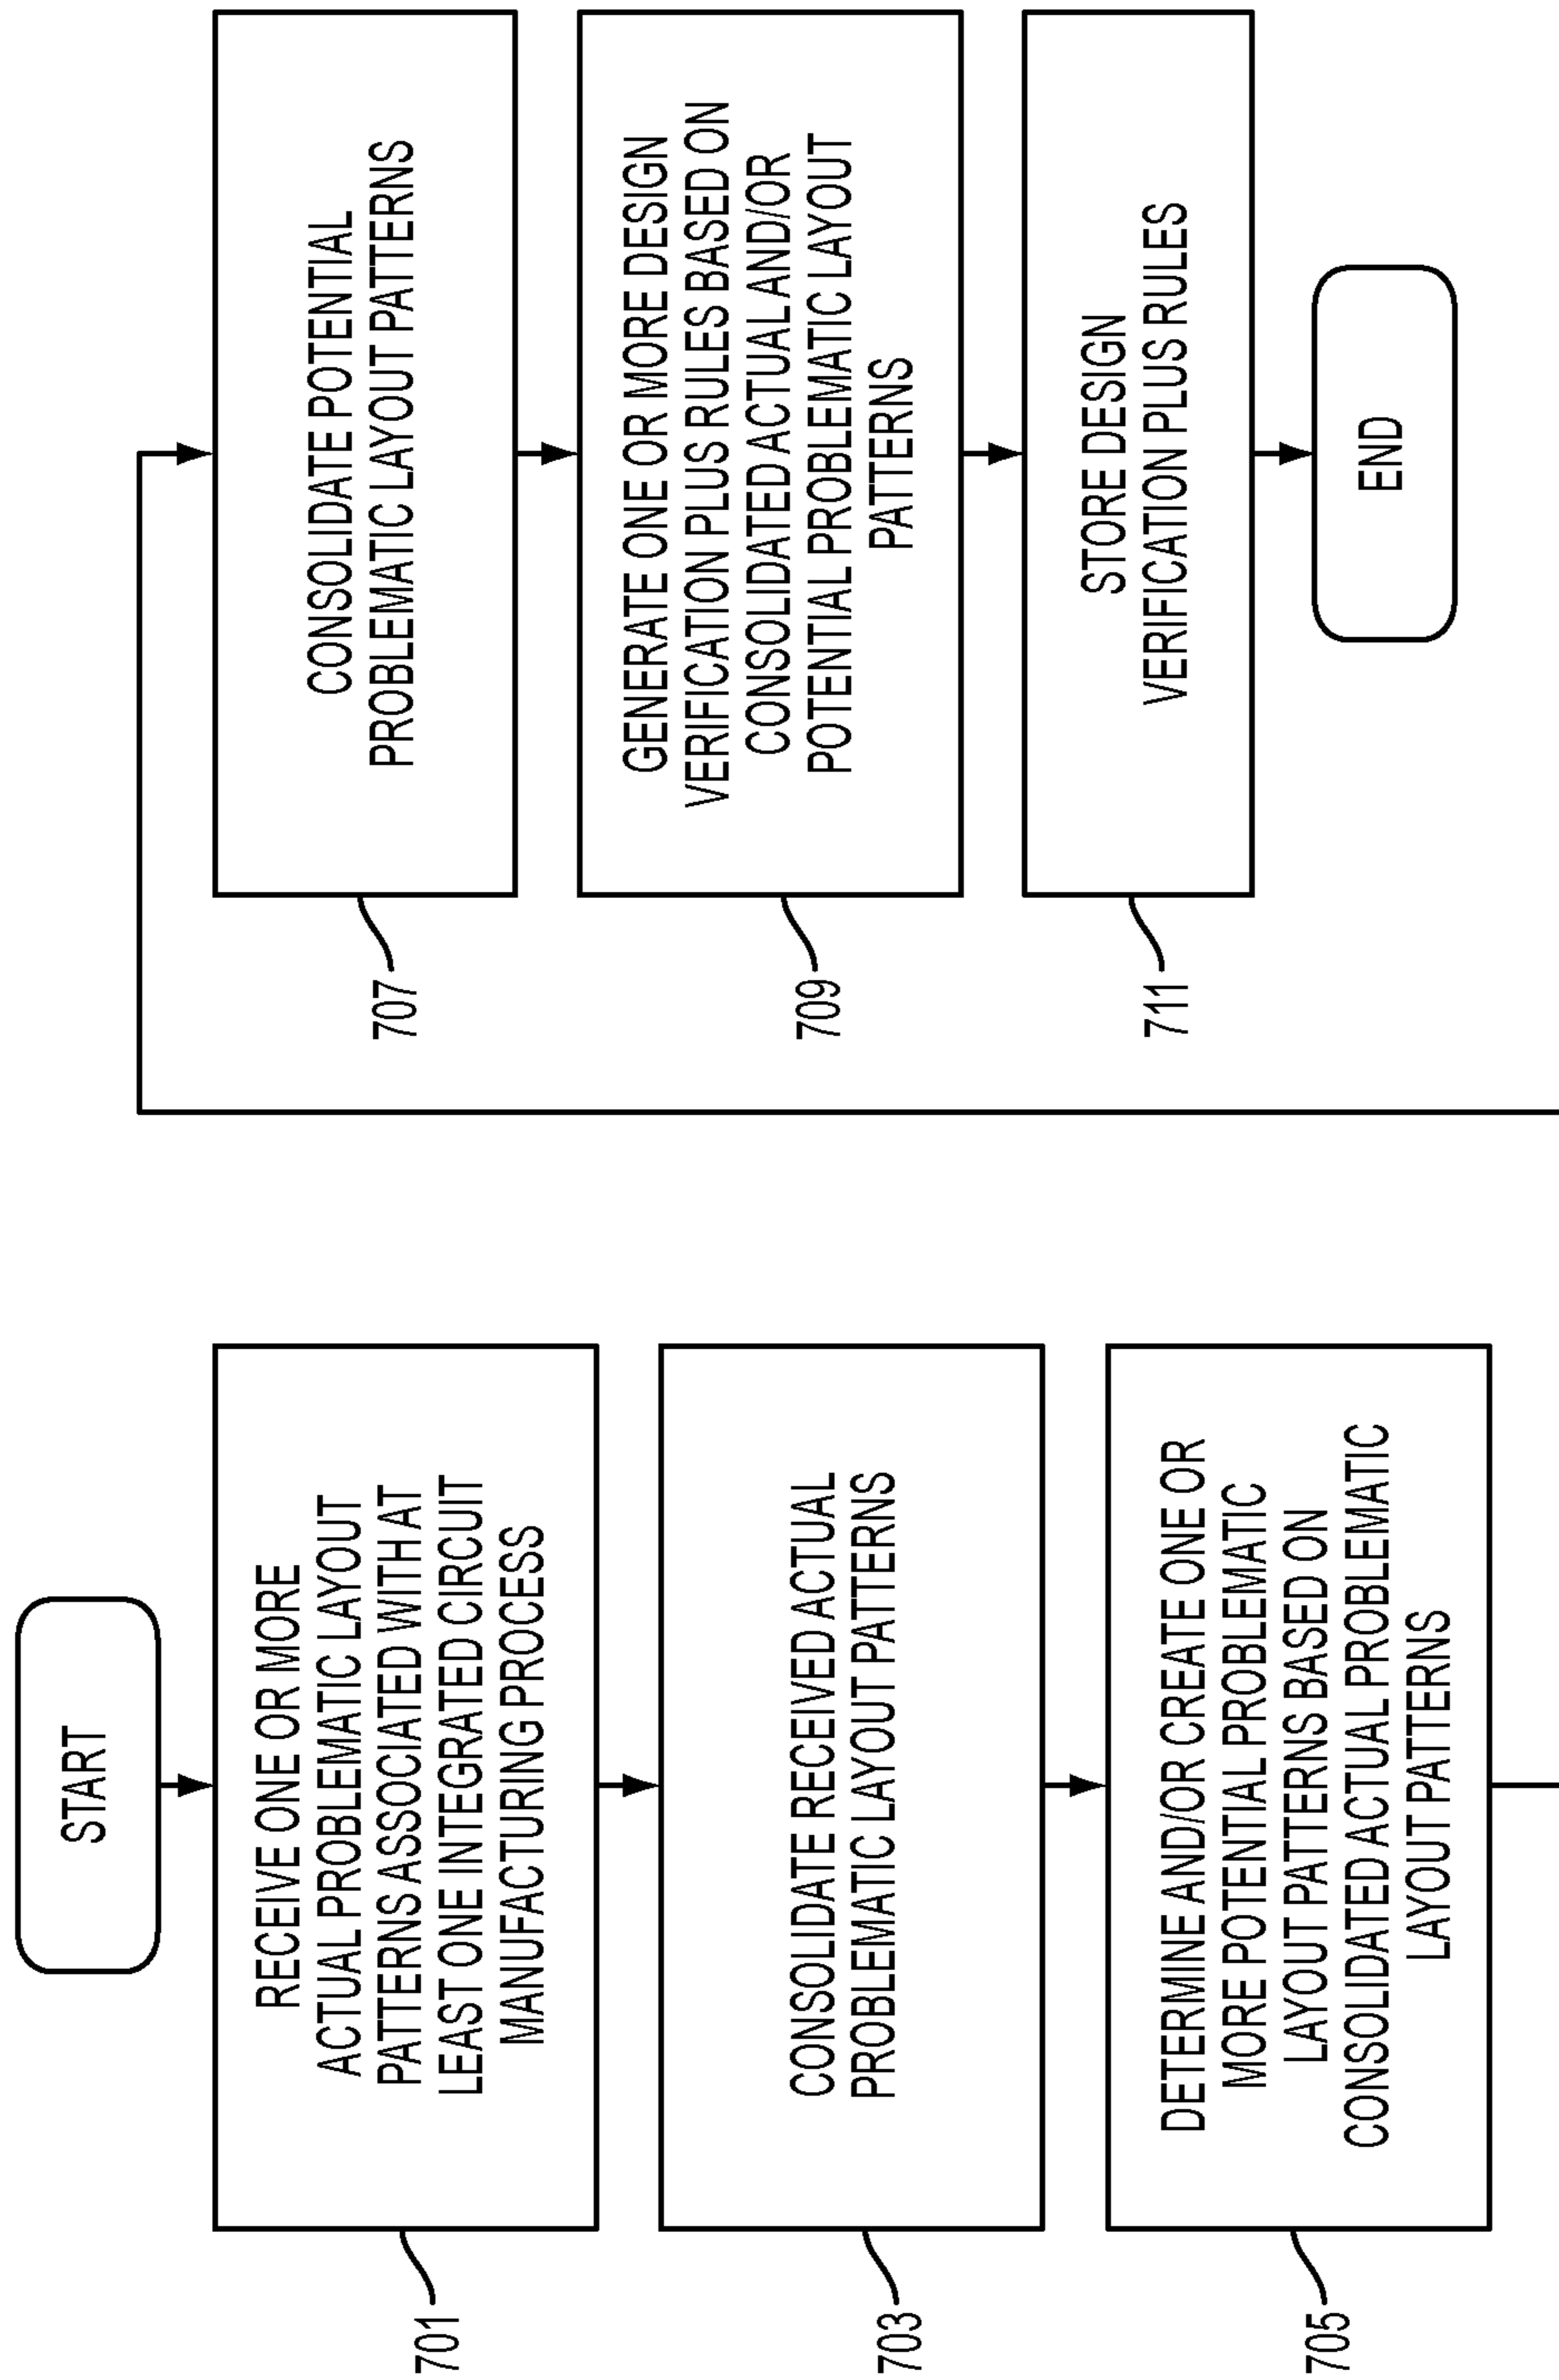 START
RECEIVE ONE OR MORE
ACTUAL PROBLEMATIC LAYOUT
PATTERNS ASSOCIATED WITH AT
LEAST ONE INTEGRATED CIRCUIT
MANUFACTURING PROCESS
701
CONSOLIDATE RECEIVED ACTUAL
PROBLEMATIC LAYOUT PATTERNS
703
DETERMINE AND/OR CREATE ONE OR
MORE POTENTIAL PROBLEMATIC
LAYOUT PATTERNS BASED ON
CONSOLIDATED ACTUAL PROBLEMATIC
LAYOUT PATTERNS
705
CONSOLIDATE POTENTIAL
PROBLEMATIC LAYOUT PATTERNS
707
GENERATE ONE OR MORE DESIGN
VERIFICATION PLUS RULES BASED ON
CONSOLIDATED ACTUAL AND/OR
POTENTIAL PROBLEMATIC LAYOUT
PATTERNS
709
STORE DESIGN
VERIFICATION PLUS RULES
711
END